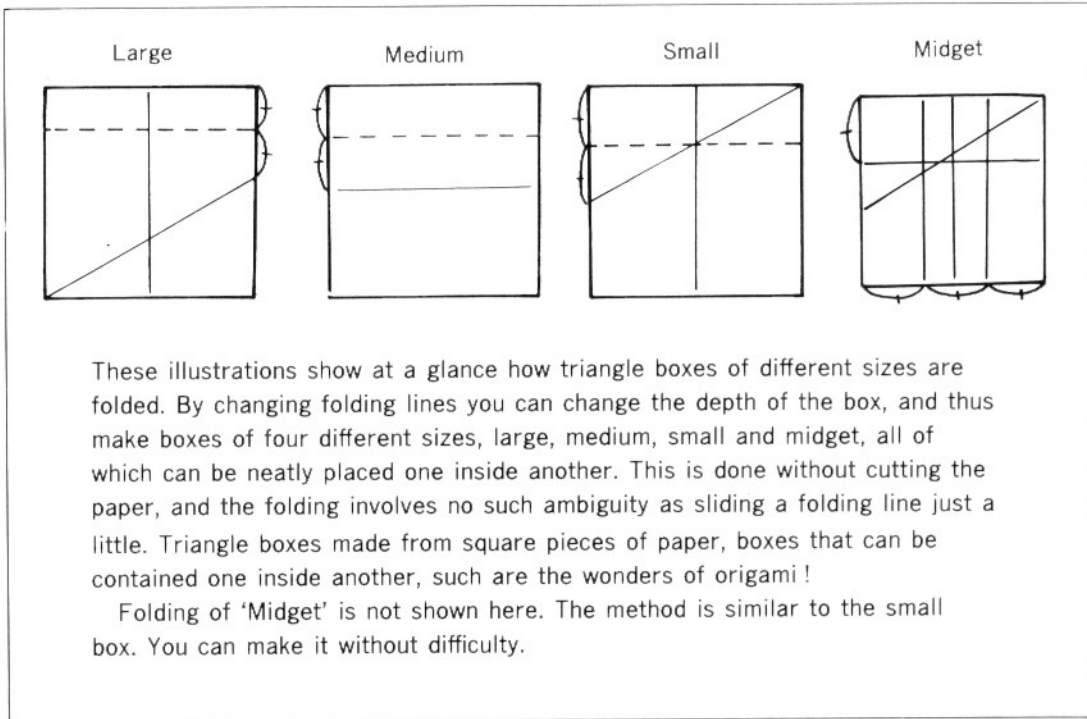 Large
Medium
Small
Midget
These illustrations show at a glance how triangle boxes of different sizes are
folded. By changing folding lines you can change the depth of the box, and thus
make boxes of four different sizes, large, medium, small and midget, all of
which can be neatly placed one inside another. This is done without cutting the
paper, and the folding involves no such ambiguity as sliding a folding line just a
little. Triangle boxes made from square pieces of paper, boxes that can be
contained one inside another, such are the wonders of origami !
Folding of ‘Midget’ is not shown here. The method is similar to the small
box. You can make it without difficulty.